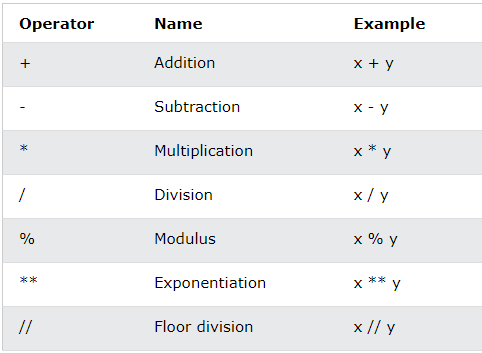 Operator Name Example
+ Addition x + y
- Subtraction x - y
* Multiplication x * y
/ Division x / y
% Modulus x % y
** Exponentiation x ** y
// Floor division x // y